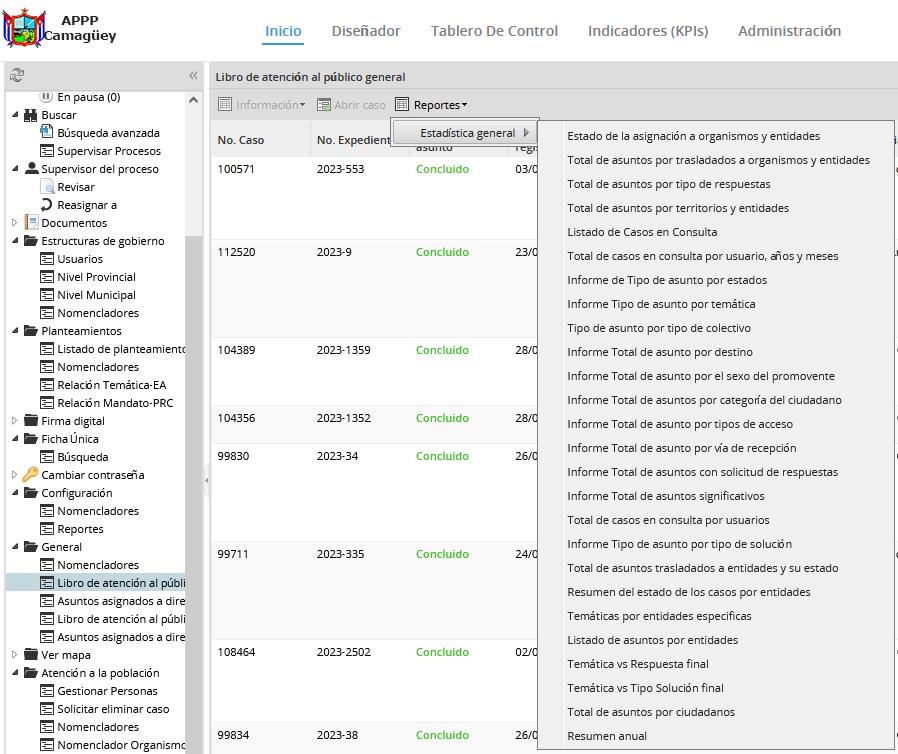 APPP
Camagüey
Inicio
Diseñador
Tablero De Control
Indicadores (KPIs)
Administración
En pausa (0)
Buscar
Búsqueda avanzada
Supervisar Procesos
Supervisor del proceso
Revisar
Reasignar a
Documentos
Estructuras de gobierno
Usuarios
Nivel Provincial
Nivel Municipal
Nomencladores
Planteamientos
Listado de planteamiento
Nomencladores
Relación Temática-EA
Relación Mandato-PRC
Firma digital
Ficha Única
Búsqueda
Cambiar contraseña
Configuración
Nomencladores
Reportes
General
Nomencladores
Libro de atención al públi
Asuntos asignados a dire
Libro de atención al públi
Asuntos asignados a dire
Ver mapa
Atención a la población
Gestionar Personas
Solicitar eliminar caso
Nomencladores
Nomenclador Organismo
Libro de atención al público general
Información
Abrir caso
Reportes
Estadística general
No. Caso No. Expedient asunto
100571 2023-553 Concluido 03/0
112520 2023-9 Concluido 23/0
104389 2023-1359 Concluido 28/0
104356 2023-1352 Concluido 28/0
99830 2023-34 Concluido 26/0
99711 2023-335 Concluido 24/0
108464 2023-2502 Concluido 02/0
99834 2023-38 Concluido 26/0
Estado de la asignación a organismos y entidades
Total de asuntos por trasladados a organismos y entidades
Total de asuntos por tipo de respuestas
Total de asuntos por territorios y entidades
Listado de Casos en Consulta
Total de casos en consulta por usuario, años y meses
Informe de Tipo de asunto por estados
Informe Tipo de asunto por temática
Tipo de asunto por tipo de colectivo
Informe Total de asunto por destino
Informe Total de asunto por el sexo del promovente
Informe Total de asuntos por categoría del ciudadano
Informe Total de asunto por tipos de acceso
Informe Total de asunto por vía de recepción
Informe Total de asuntos con solicitud de respuestas
Informe Total de asuntos significativos
Total de casos en consulta por usuarios
Informe Tipo de asunto por tipo de solución
Total de asuntos trasladados a entidades y su estado
Resumen del estado de los casos por entidades
Temáticas por entidades especificas
Listado de asuntos por entidades
Temática vs Respuesta final
Temática vs Tipo Solución final
Total de asuntos por ciudadanos
Resumen anual